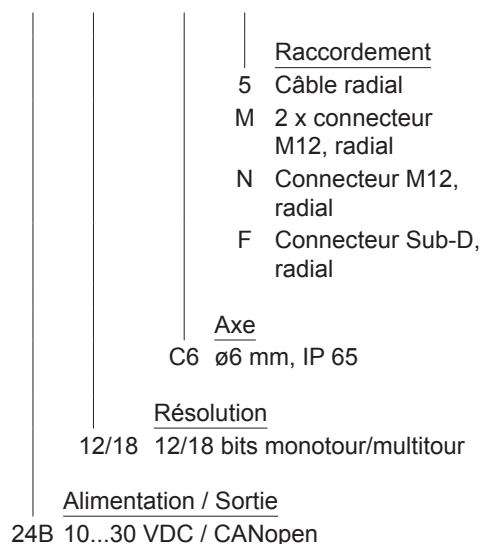 Raccordement
5 Câble radial
M 2 x connecteur
M12, radial
N Connecteur M12,
radial
F Connecteur Sub-D,
radial
Axe
C6 ø6 mm, IP 65
Résolution
12/18 12/18 bits monotour/multitour
Alimentation / Sortie
24B 10...30 VDC / CANopen